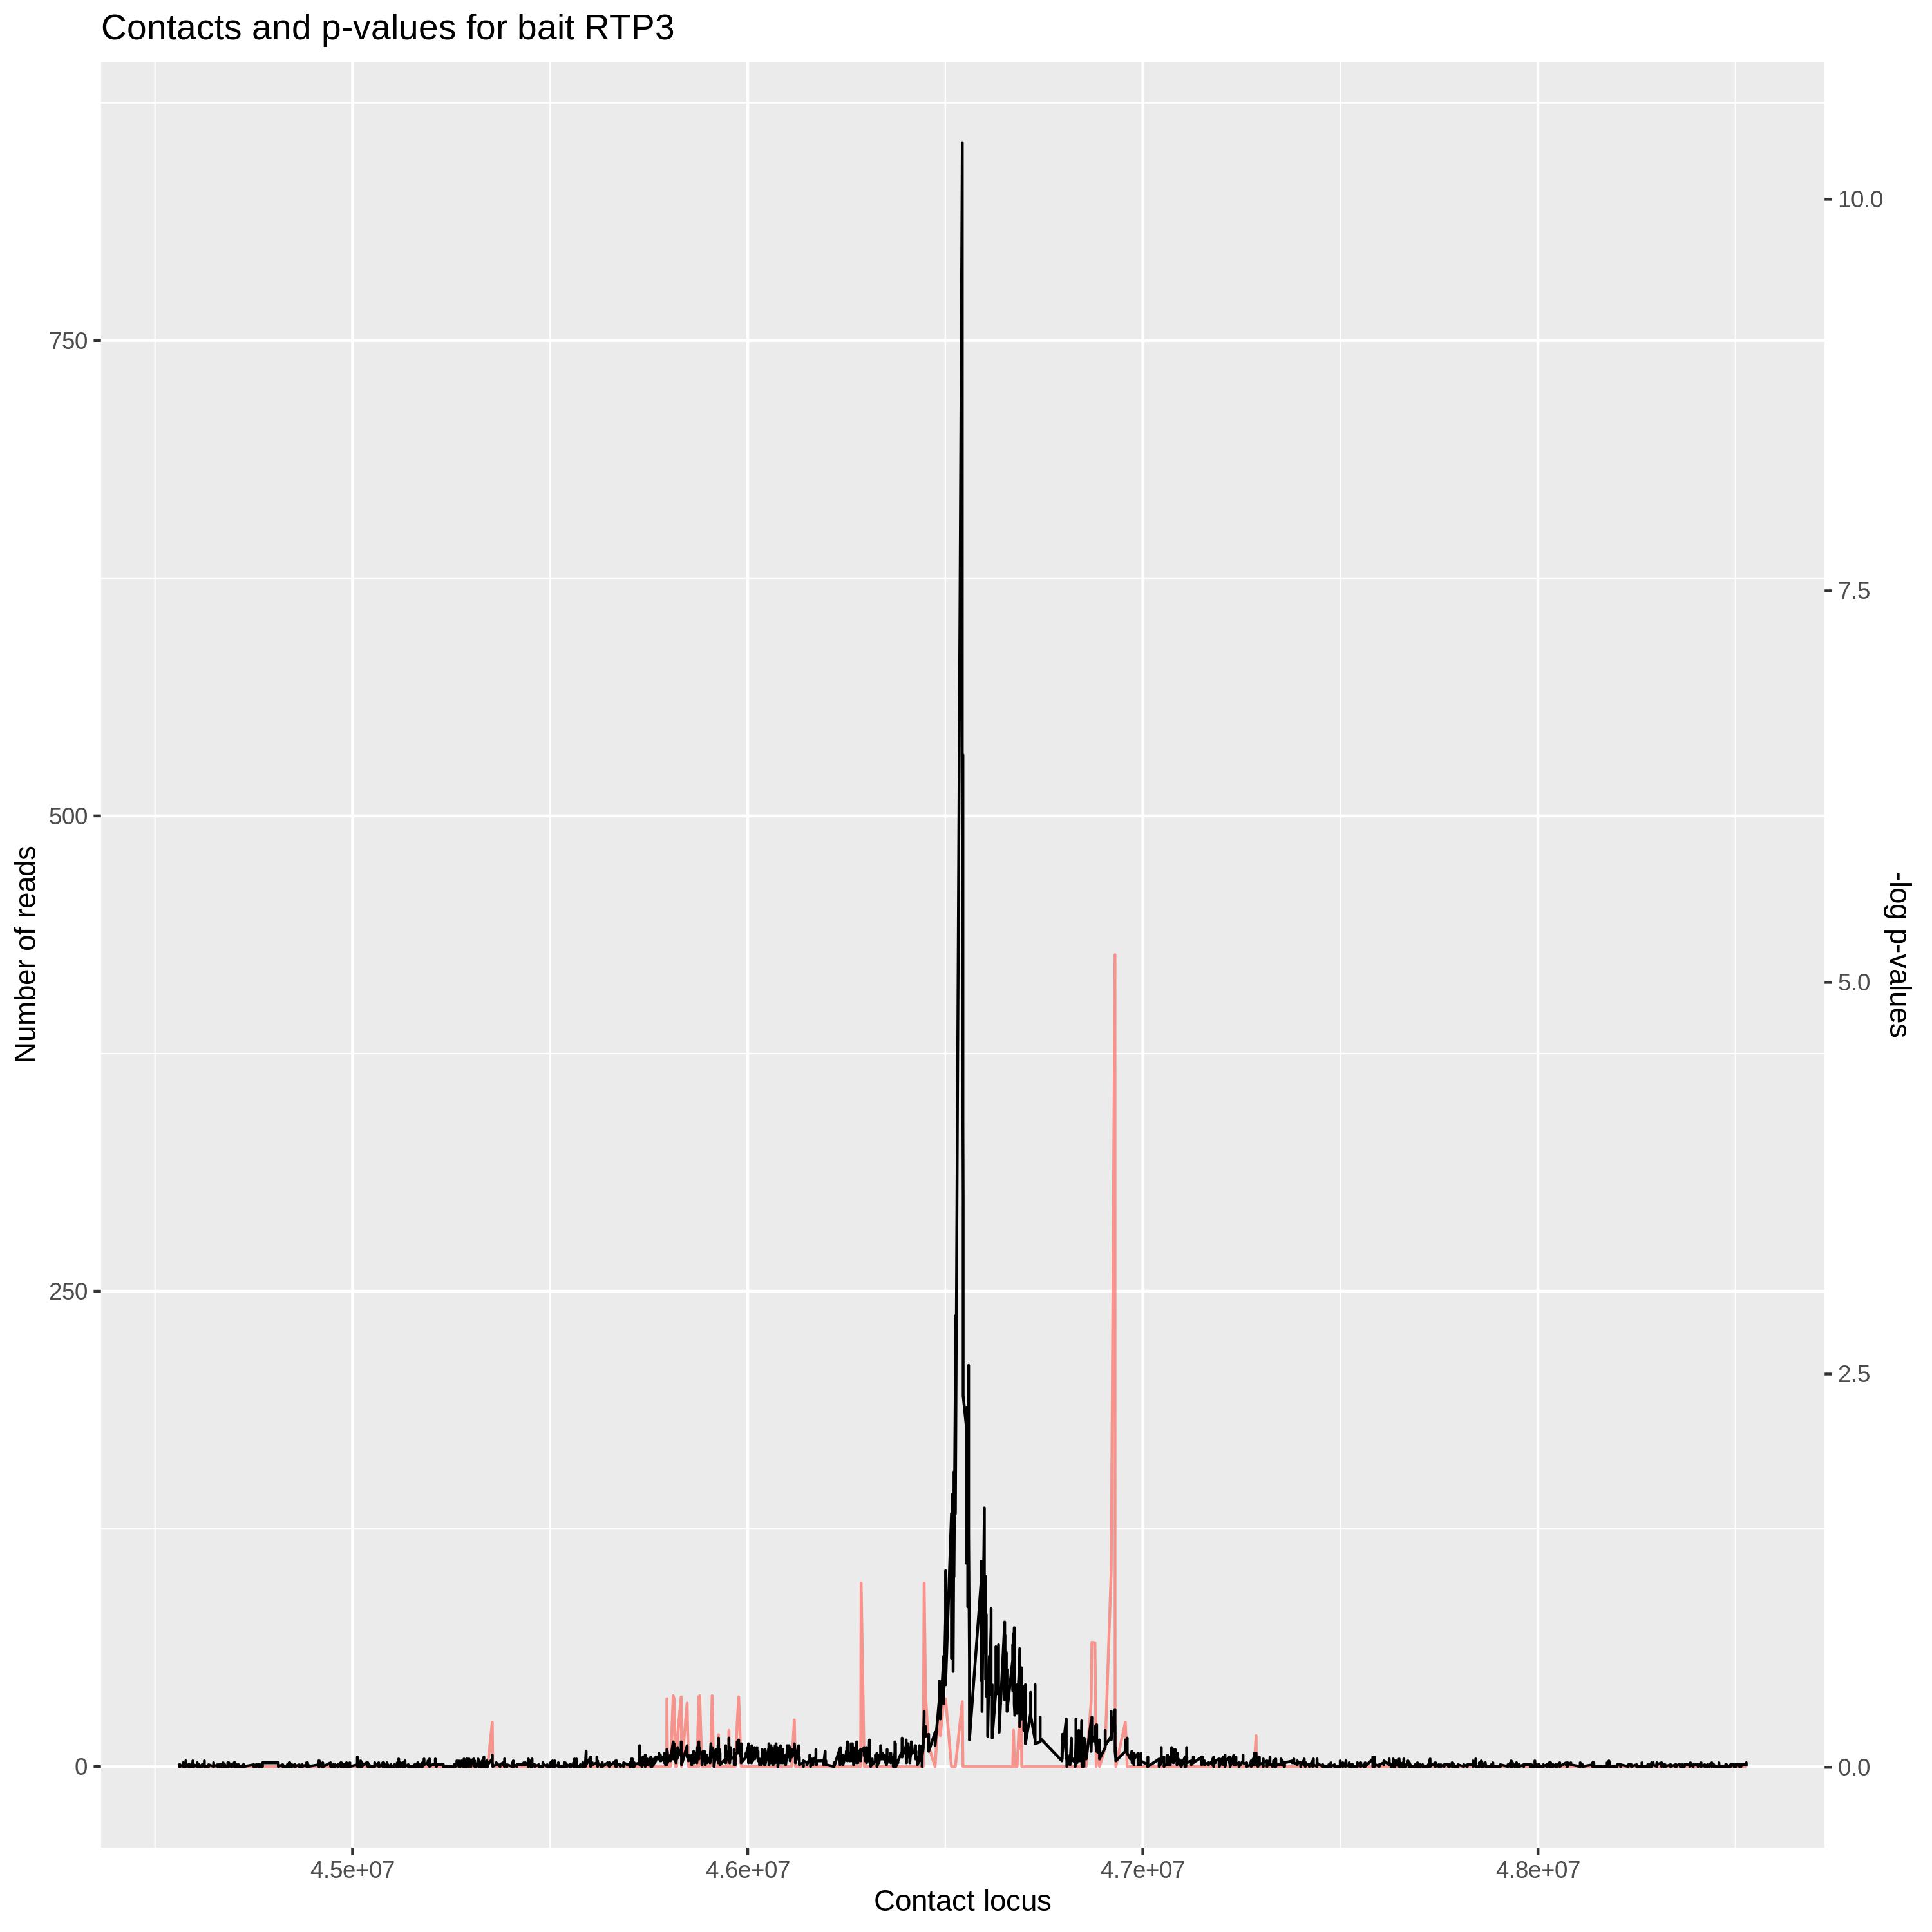 Contacts and p-values for bait RTP3
Number of reads
750
500
250
0
10.0
7.5
5.0
2.5
0.0
-log p-values
4.5e+07
4.6e+07
4.7e+07
4.8e+07
Contact locus